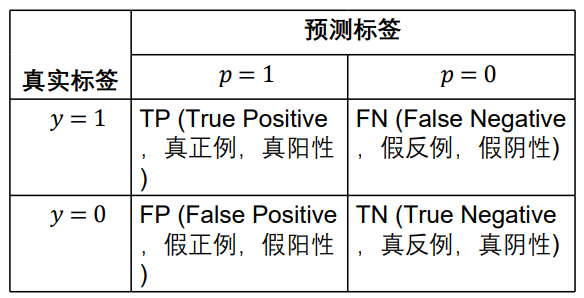 预测标签
真实标签
p = 1
p = 0
y = 1
TP (True Positive
，真正例，真阳性
)
FN (False Negative
，假反例，假阴性)
y = 0
FP (False Positive
，假正例，假阳性
)
TN (True Negative
，真反例，真阴性)